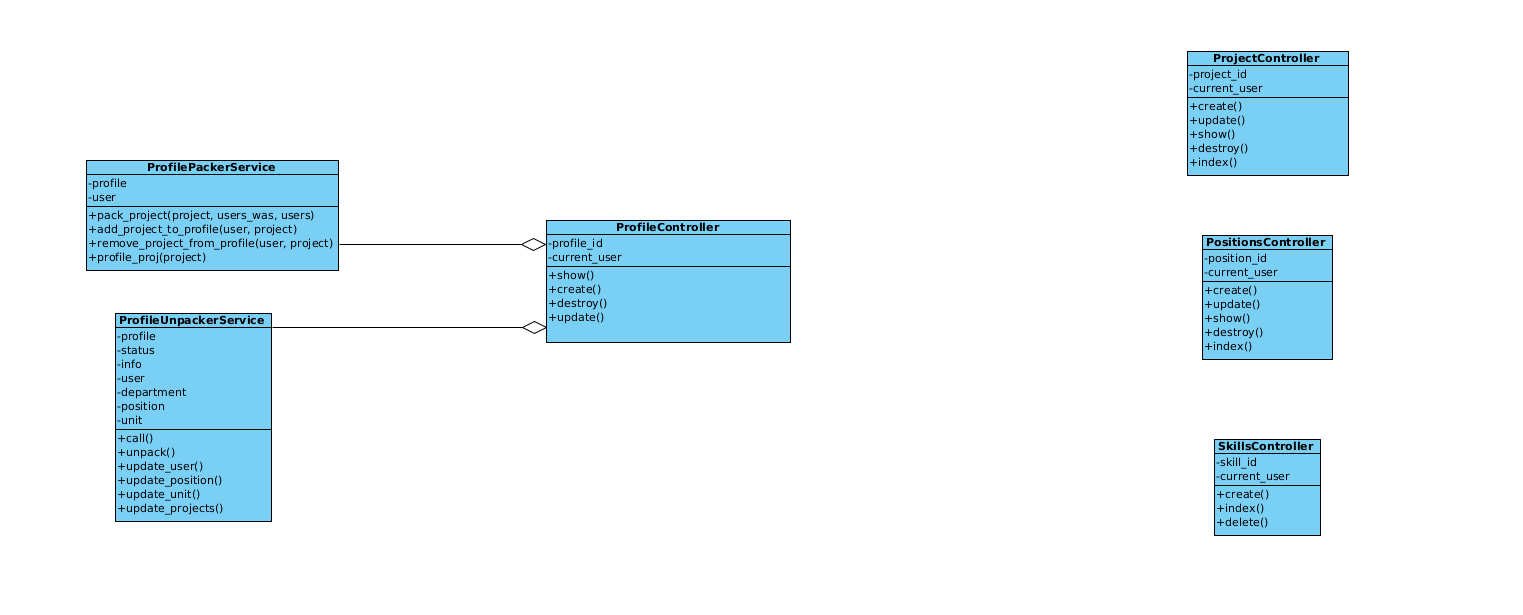 ProfilePackerService
-profile
-user
+pack_project(project, users_was, users)
+add_project_to_profile(user, project)
+remove_project_from_profile(user, project)
+profile_proj(project)
ProfileUnpackerService
-profile
-status
-info
-user
-department
-position
-unit
+call()
+unpack()
+update_user()
+update_position()
+update_unit()
+update_projects()
ProfileController
-profile_id
-current_user
+show()
+create()
+destroy()
+update()
ProjectController
-project_id
-current_user
+create()
+update()
+show()
+destroy()
+index()
PositionsController
-position_id
-current_user
+create()
+update()
+show()
+destroy()
+index()
SkillsController
-skill_id
-current_user
+create()
+index()
+delete()